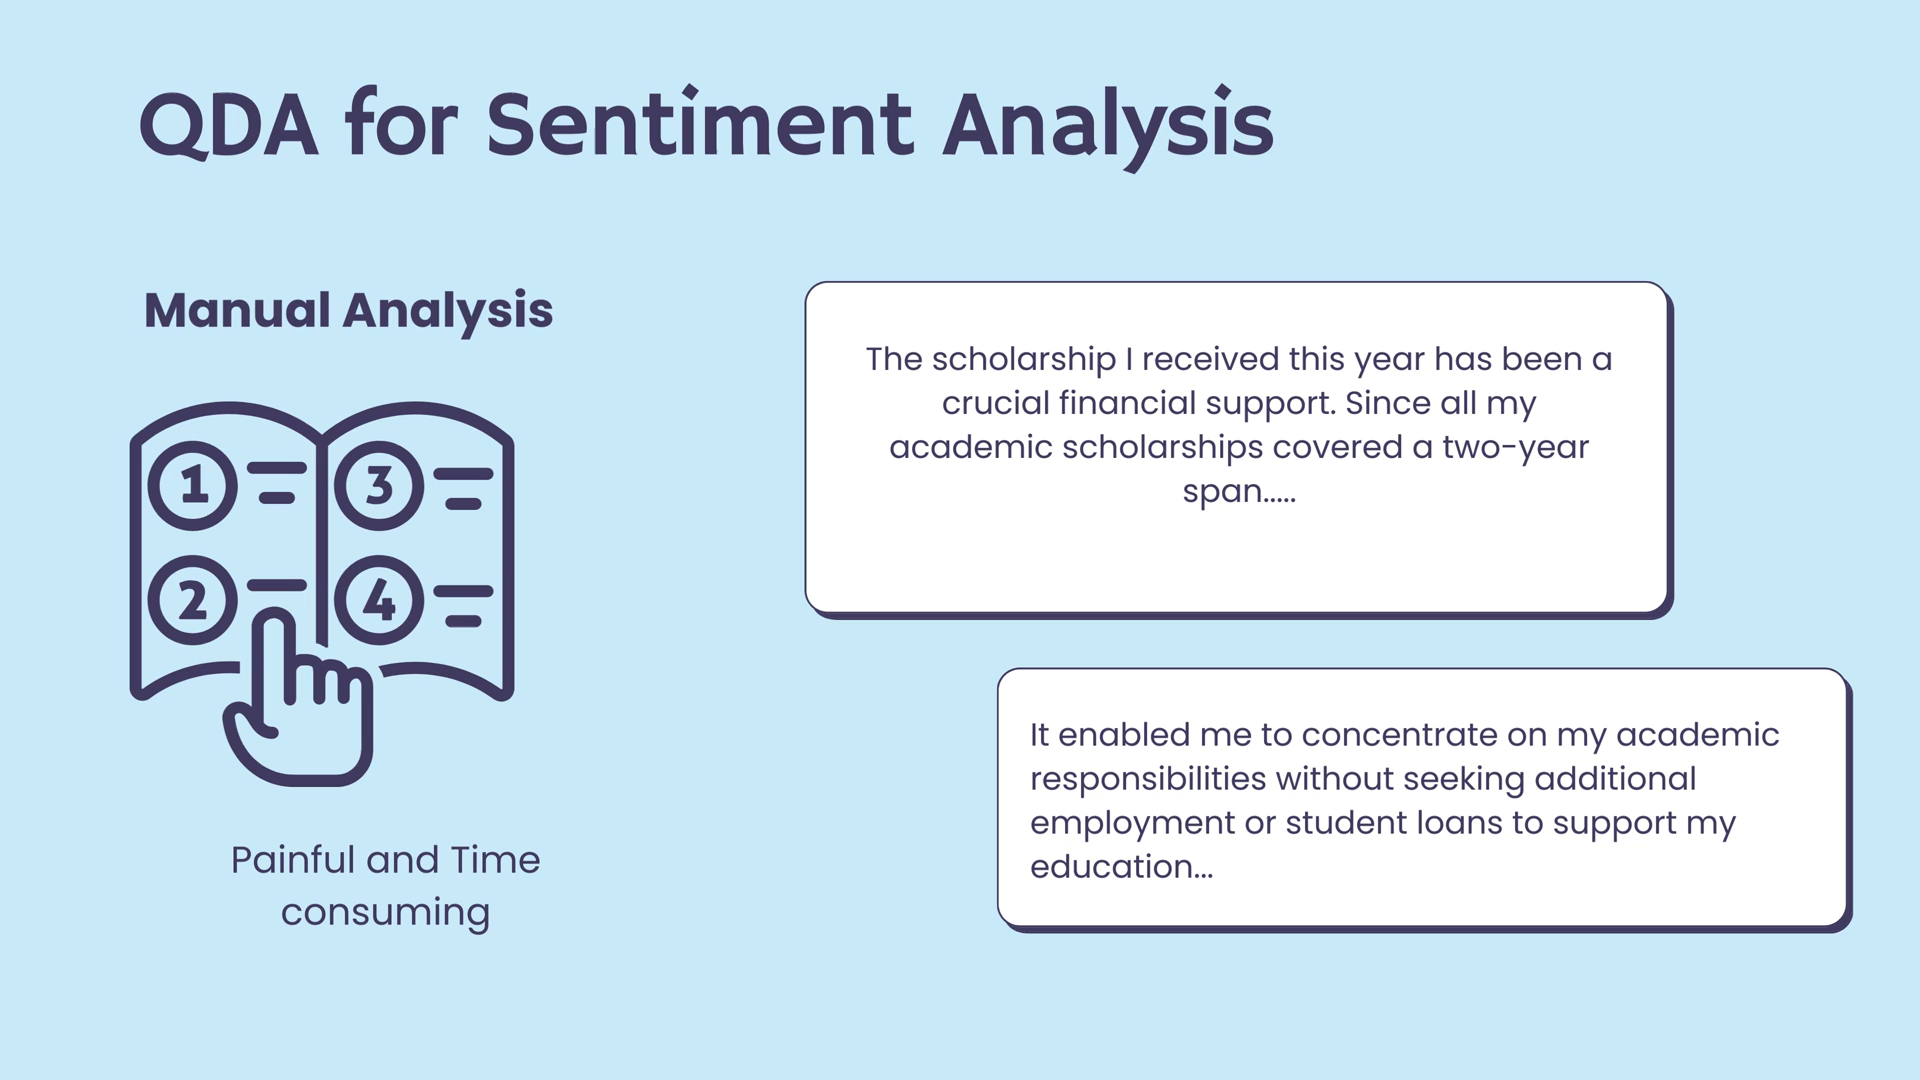 QDA for Sentiment Analysis
Manual Analysis
1
2
3
4
Painful and Time
consuming
The scholarship I received this year has been a
crucial financial support. Since all my
academic scholarships covered a two-year
span.....
It enabled me to concentrate on my academic
responsibilities without seeking additional
employment or student loans to support my
education...